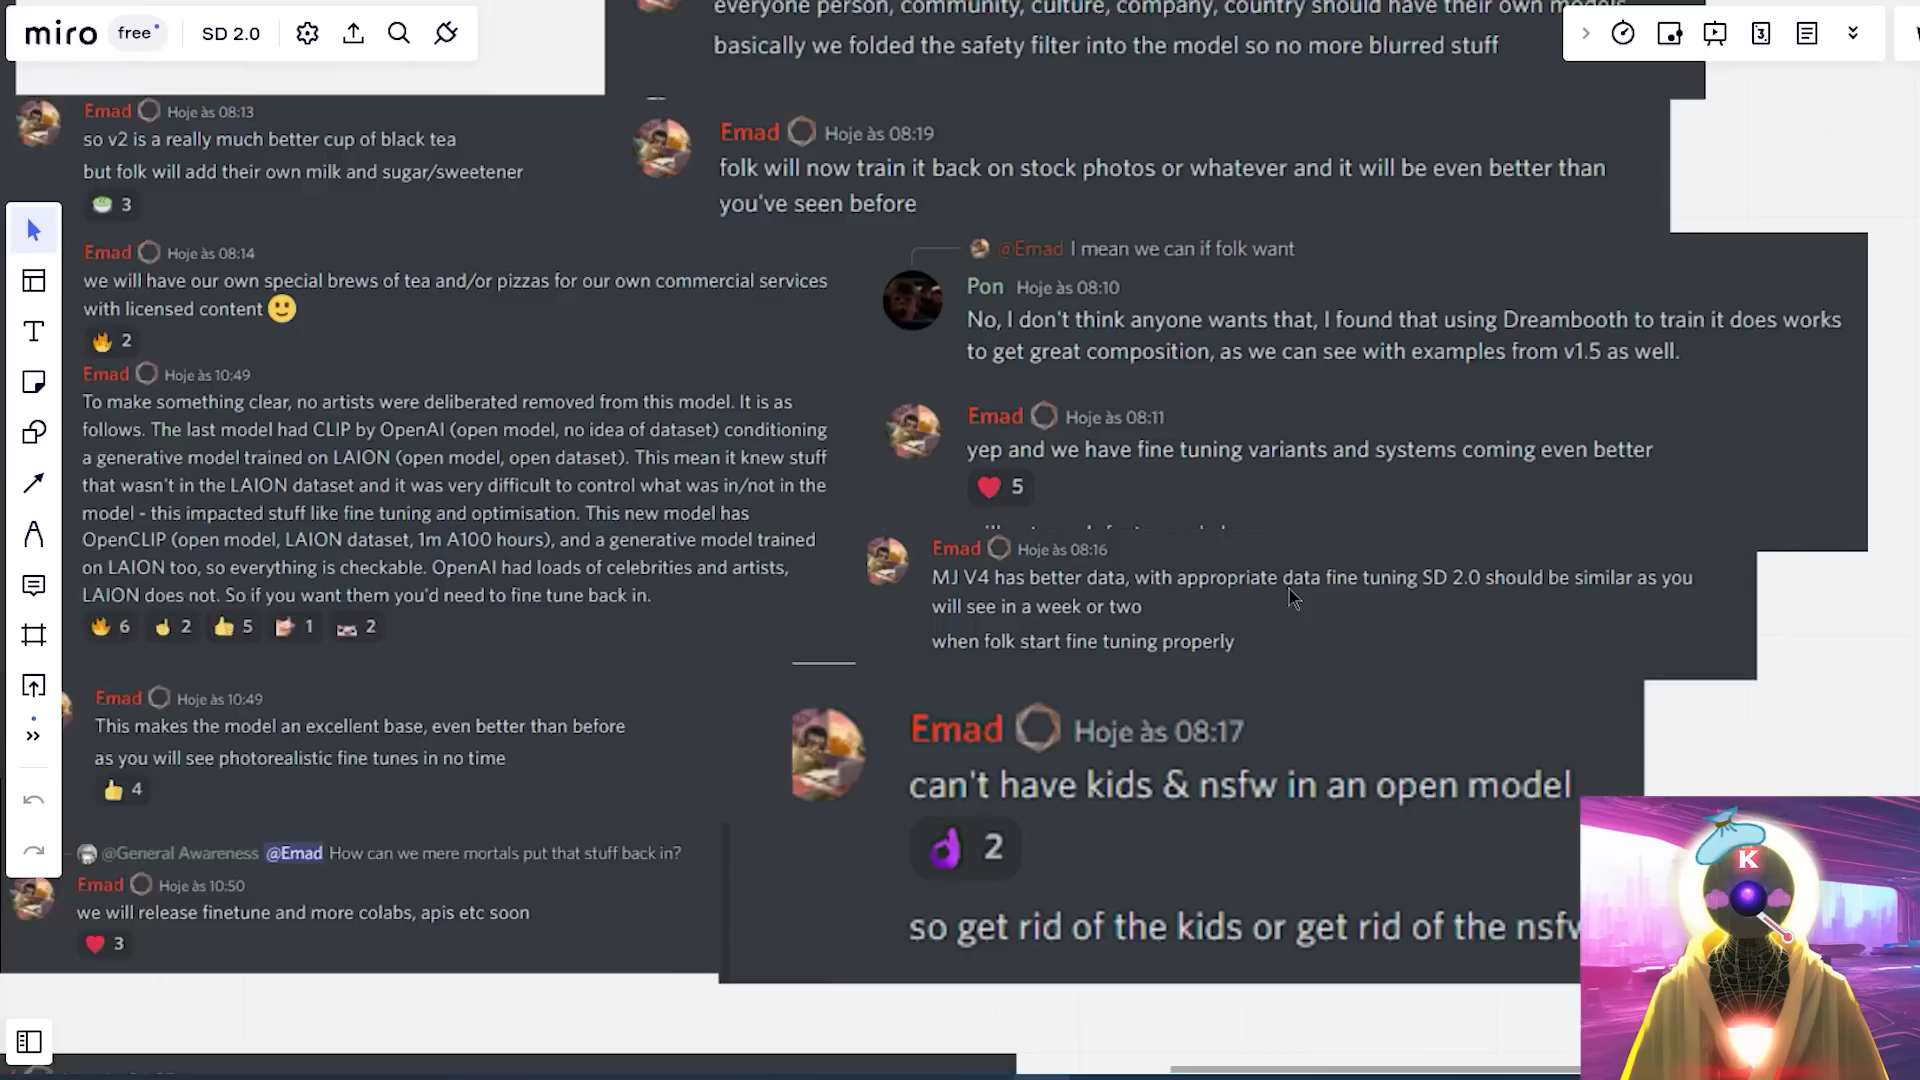 miro free SD 2.0
everyone person, community, culture, company, country should have their own models
basically we folded the safety filter into the model so no more blurred stuff
Emad Hoje às 08:13
so v2 is a really much better cup of black tea
but folk will add their own milk and sugar/sweetener
3
Emad Hoje às 08:14
we will have our own special brews of tea and/or pizzas for our own commercial services
with licensed content
2
Emad Hoje às 10:49
To make something clear, no artists were deliberated removed from this model. It is as
follows. The last model had CLIP by OpenAI (open model, no idea of dataset) conditioning
a generative model trained on LAION (open model, open dataset). This mean it knew stuff
that wasn't in the LAION dataset and it was very difficult to control what was in/not in the
model - this impacted stuff like fine tuning and optimisation. This new model has
OpenCLIP (open model, LAION dataset, 1m A100 hours), and a generative model trained
on LAION too, so everything is checkable. OpenAI had loads of celebrities and artists,
LAION does not. So if you want them you'd need to fine tune back in.
6 2 5 1 2
Emad Hoje às 10:49
This makes the model an excellent base, even better than before
as you will see photorealistic fine tunes in no time
4
@General Awareness @Emad How can we mere mortals put that stuff back in?
Emad Hoje às 10:50
we will release finetune and more colabs, apis etc soon
3
Emad Hoje às 08:19
folk will now train it back on stock photos or whatever and it will be even better than
you've seen before
@Emad I mean we can if folk want
Pon Hoje às 08:10
No, I don't think anyone wants that, I found that using Dreambooth to train it does works
to get great composition, as we can see with examples from v1.5 as well.
Emad Hoje às 08:11
yep and we have fine tuning variants and systems coming even better
5
Emad Hoje às 08:16
MJ V4 has better data, with appropriate data fine tuning SD 2.0 should be similar as you
will see in a week or two
when folk start fine tuning properly
Emad Hoje às 08:17
can't have kids & nsfw in an open model
2
so get rid of the kids or get rid of the nsfw
K